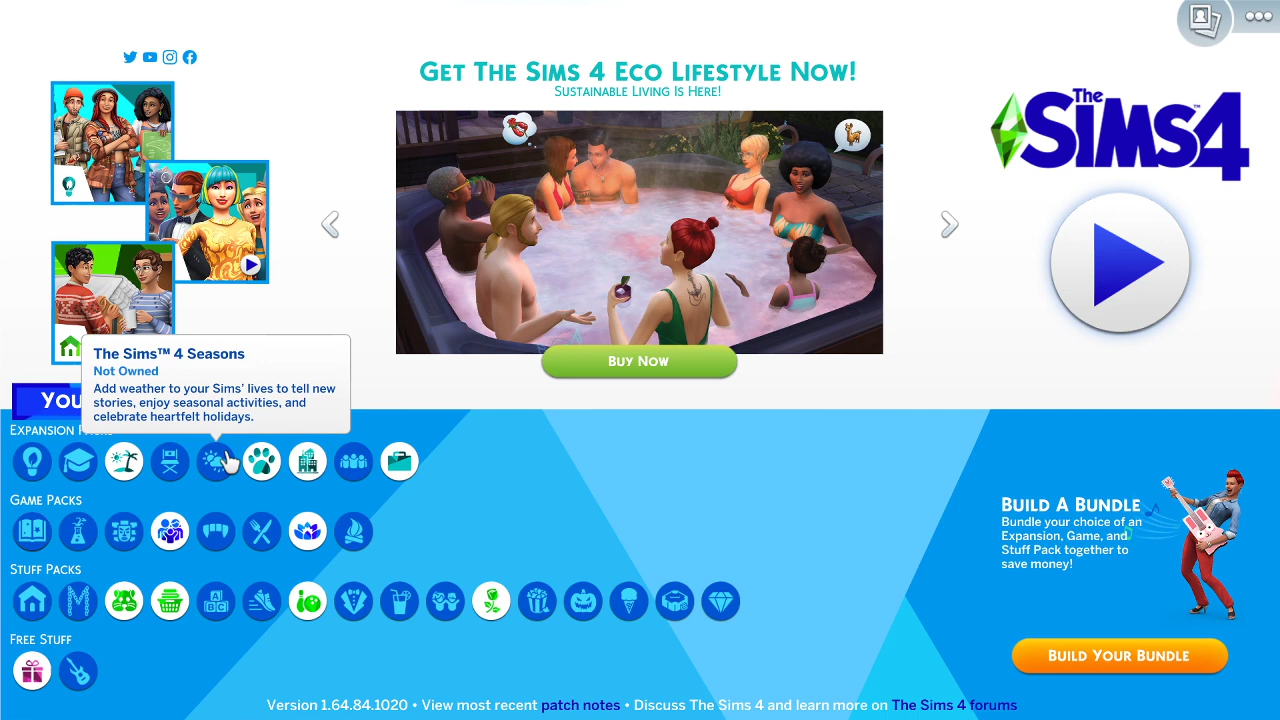 Get The Sims 4 Eco Lifestyle Now!
Sustainable Living Is Here!
The Sims™ 4
Buy Now
The Sims™ 4 Seasons
Not Owned
Add weather to your Sims' lives to tell new
stories, enjoy seasonal activities, and
celebrate heartfelt holidays.
Expansion
Game Packs
Stuff Packs
A
BC
Free Stuff
Build A Bundle
Bundle your choice of an
Expansion, Game, and
Stuff Pack together to
save money!
Build Your Bundle
Version 1.64.84.1020 • View most recent patch notes • Discuss The Sims 4 and learn more on The Sims 4 forums